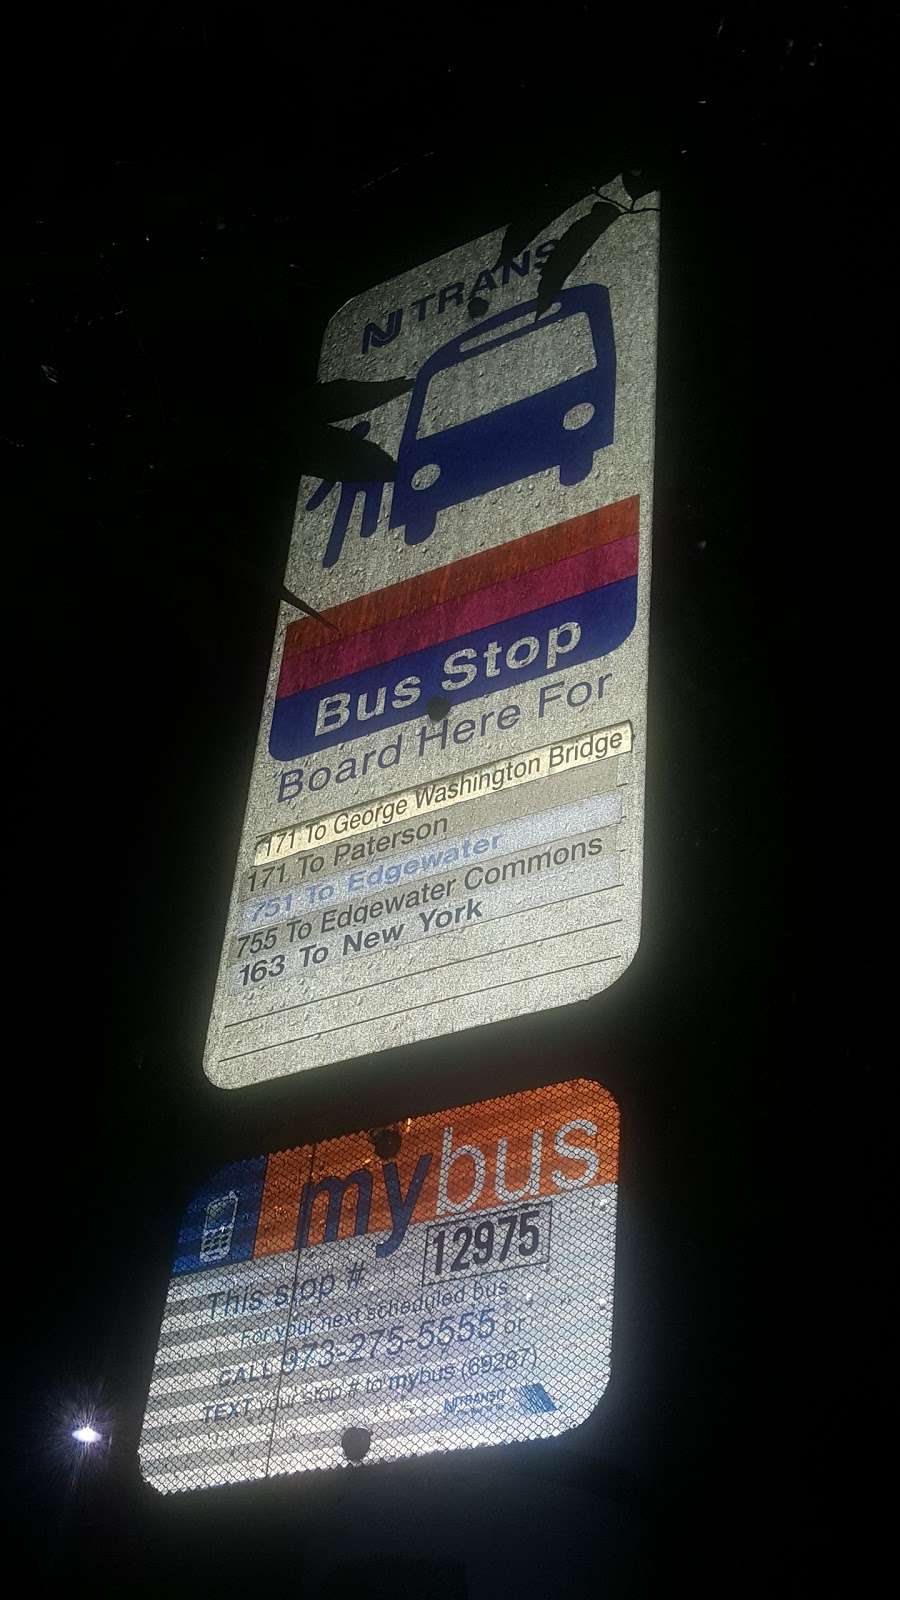 NJ TRANS
Bus Stop
Board Here For
171 To George Washington Bridge
171 To Paterson
751 To Edgewater
755 To Edgewater Commons
163 To New York
mybus
This stop # 12975
For your next scheduled bus
CALL 973-275-5555 or
TEXT your stop # to mybus (69287)
NJ TRANSIT